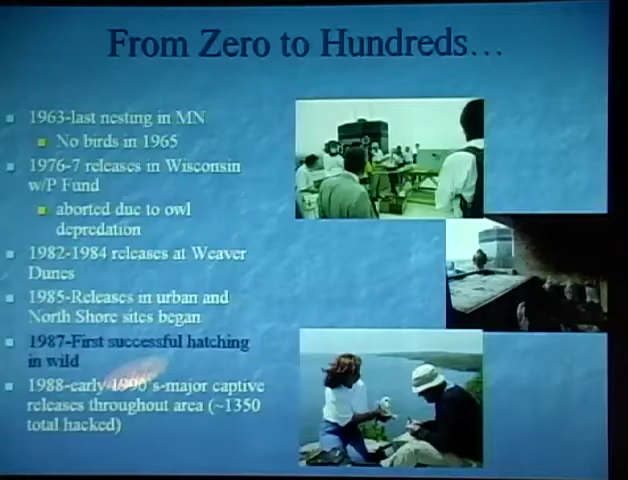 From Zero to Hundreds...
1963-last nesting in MN
No birds in 1965
1976-7 releases in Wisconsin
w/P Fund
aborted due to owl
depredation
1982-1984 releases at Weaver
Dunes
1985-Releases in urban and
North Shore sites began
1987-First successful hatching
in wild
1988-early 1990's-major captive
releases throughout area (~1350
total hacked)